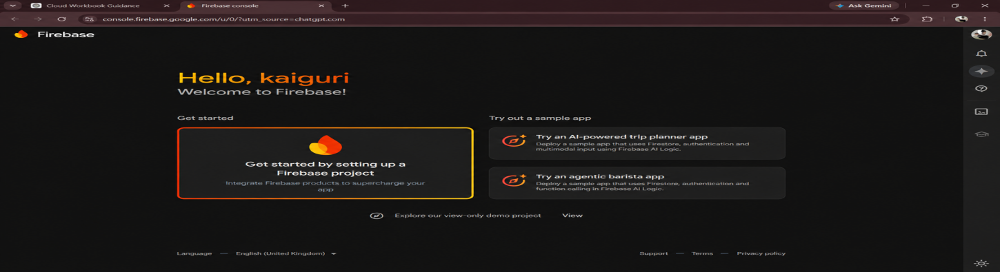 Cloud Workbook Guidance
Firebase console
Ask Gemini
console.firebase.google.com/u/0/?utm_source=chatgpt.com
Firebase
Hello, kaiguri
Welcome to Firebase!
Get started
Try out a sample app
Get started by setting up a
Firebase project
Integrate Firebase products to supercharge your
app
Try an AI-powered trip planner app
Deploy a sample app that uses Firestore, authentication and
multimodal input using Firebase AI Logic.
Try an agentic barista app
Deploy a sample app that uses Firestore, authentication and
function calling in Firebase AI Logic.
Explore our view-only demo project View
Language — English (United Kingdom)
Support — Terms — Privacy policy